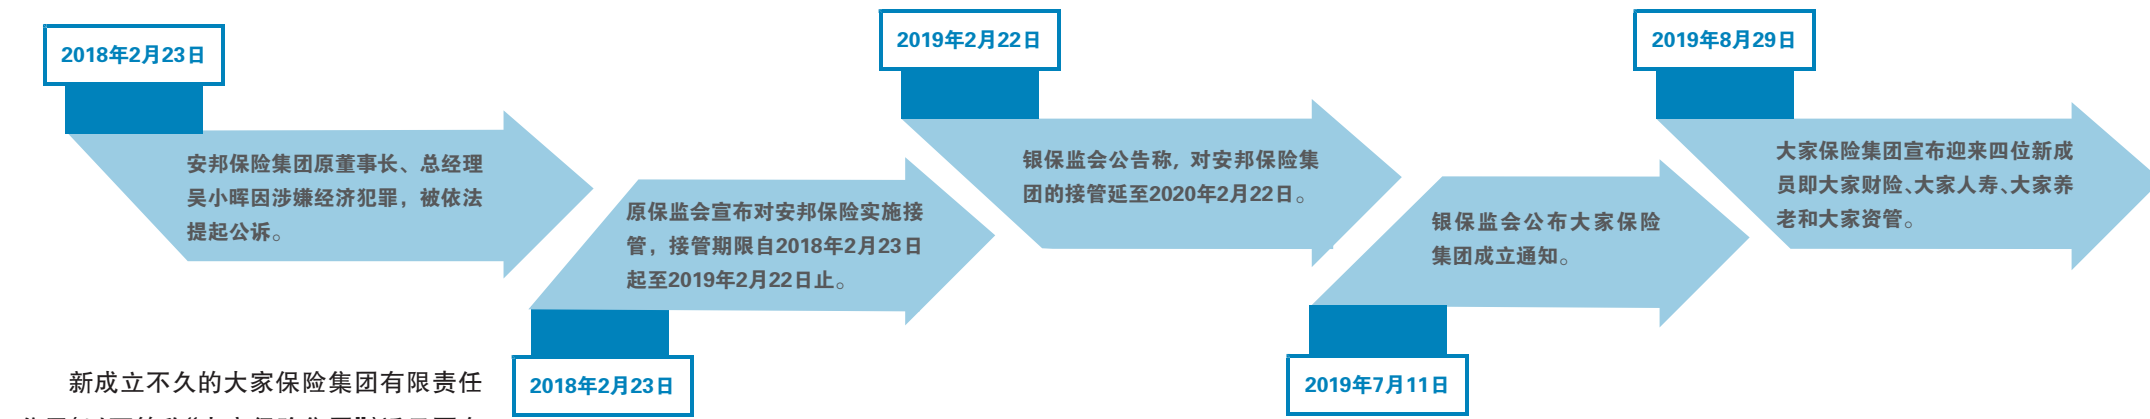 2018年2月23日
安邦保险集团原董事长、总经理
吴小晖因涉嫌经济犯罪，被依法
提起公诉。
原保监会宣布对安邦保险实施接
管，接管期限自2018年2月23日
起至2019年2月22日止。
2018年2月23日
2019年2月22日
银保监会公告称, 对安邦保险集
团的接管延至2020年2月22日。
银保监会公布大家保险
集团成立通知。
2019年7月11日
2019年8月29日
大家保险集团宣布迎来四位新成
员即大家财险、大家人寿、大家养
老和大家资管。
新成立不久的大家保险集团有限责任